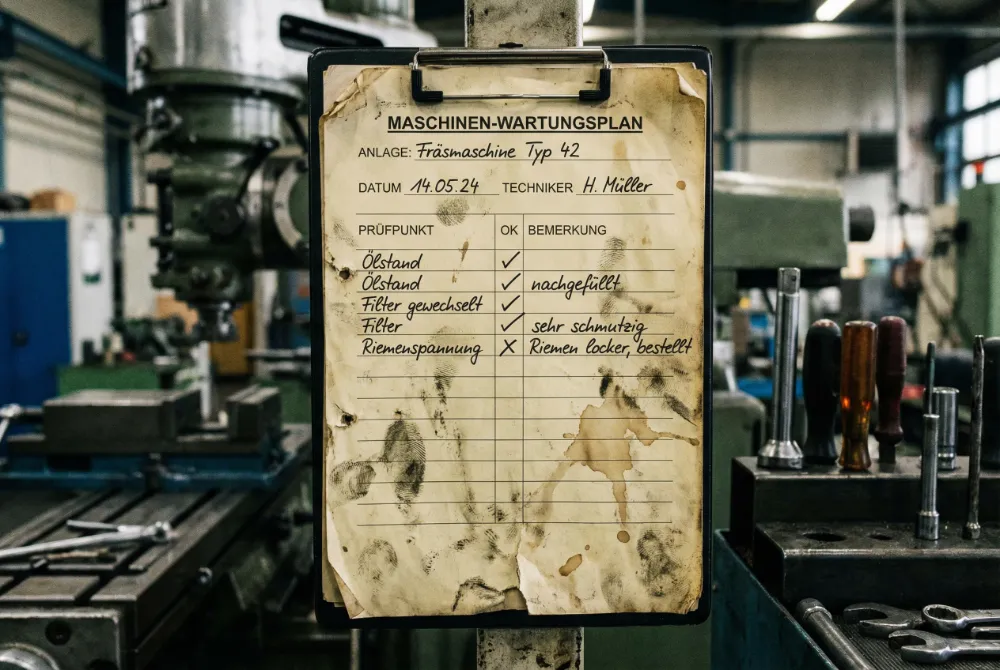 MASCHINEN-WARTUNGSPLAN
ANLAGE: Fräsmaschine Typ 42
DATUM 14.05.24 TECHNIKER H. Müller
PRÜFPUNKT OK BEMERKUNG
Ölstand ✓
Ölstand ✓ nachgefüllt
Filter gewechselt ✓
Filter ✓ sehr schmutzig
Riemenspannung ✗ Riemen locker, bestellt